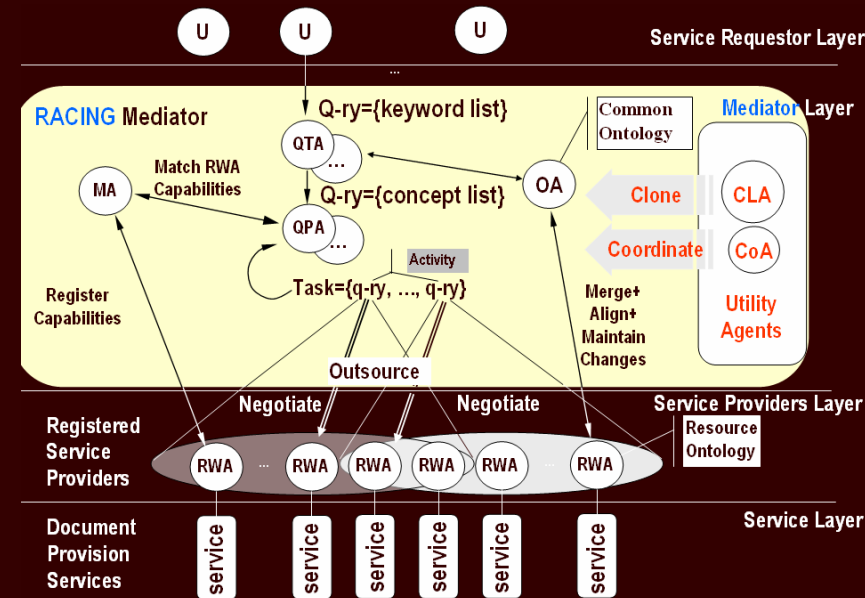 U
U
U
Service Requestor Layer
...
RACING Mediator
Q-ry={keyword list}
Common
Ontology
Mediator Layer
QTA
...
Match RWA
Capabilities
MA
OA
Clone
CLA
Q-ry={concept list}
QPA
...
Coordinate
CoA
Activity
Task={q-ry, ..., q-ry}
Register
Capabilities
Merge+
Align+
Maintain
Changes
Utility
Agents
Outsource
Negotiate
Negotiate
Service Providers Layer
Registered
Service
Providers
Resource
Ontology
RWA
...
RWA
RWA
RWA
RWA
...
RWA
Service Layer
Document
Provision
Services
service
service
service
service
service
service